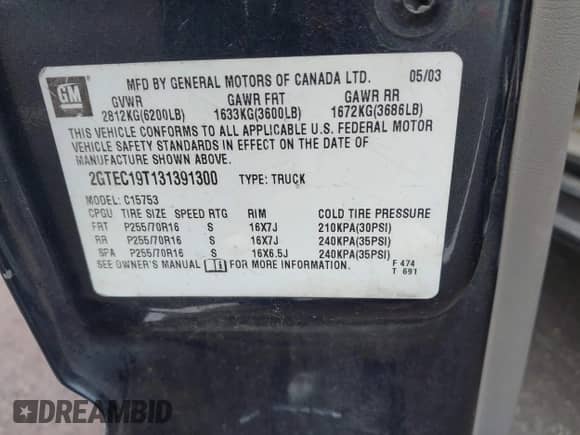 GM
MFD BY GENERAL MOTORS OF CANADA LTD. 05/03
GVWR GAWR FRT GAWR RR
2812KG(6200LB) 1633KG(3600LB) 1672KG(3686LB)
THIS VEHICLE CONFORMS TO ALL APPLICABLE U.S. FEDERAL MOTOR
VEHICLE SAFETY STANDARDS IN EFFECT ON THE DATE OF
MANUFACTURE SHOWN ABOVE.
2GTEC19T131391300 TYPE: TRUCK
MODEL: C15753
CPGU TIRE SIZE SPEED RTG RIM COLD TIRE PRESSURE
FRT P255/70R16 S 16X7J 210KPA(30PSI)
RR P255/70R16 S 16X7J 240KPA(35PSI)
SPA P255/70R16 S 16X6.5J 240KPA(35PSI)
SEE OWNER'S MANUAL FOR MORE INFORMATION.
F 474
T 691
DREAMBID